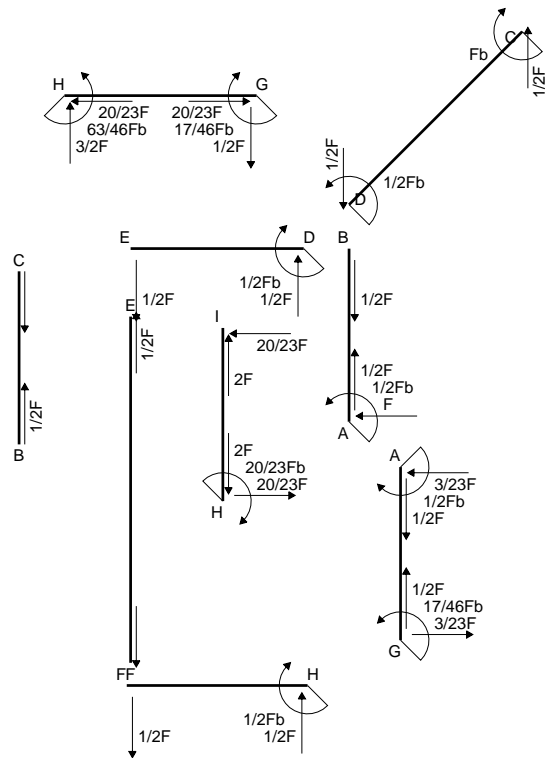 C
Fb
1/2F
H
G
20/23F
63/46Fb
3/2F
20/23F
17/46Fb
1/2F
1/2F
1/2Fb
D
E
D
1/2F
1/2Fb
1/2F
B
1/2F
1/2F
1/2Fb
F
A
C
1/2F
B
E
1/2F
I
20/23F
2F
2F
20/23Fb
20/23F
H
A
3/23F
1/2Fb
1/2F
1/2F
17/46Fb
3/23F
G
FF
H
1/2F
1/2Fb
1/2F